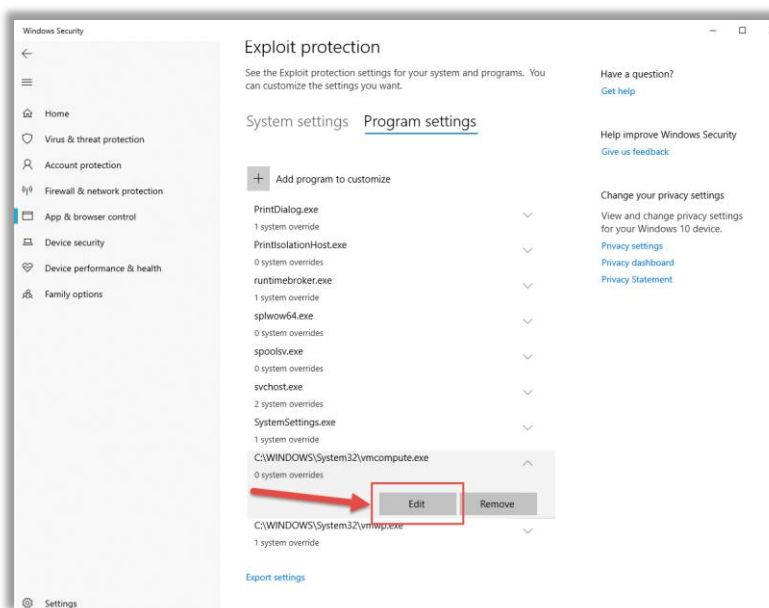 Windows Security
Home
Virus & threat protection
Account protection
Firewall & network protection
App & browser control
Device security
Device performance & health
Family options
Settings
Exploit protection
See the Exploit protection settings for your system and programs. You
can customize the settings you want.
System settings
Program settings
Add program to customize
PrintDialog.exe
1 system override
PrintIsolationHost.exe
0 system overrides
runtimebroker.exe
1 system override
splwow64.exe
0 system overrides
spoolsv.exe
0 system overrides
svchost.exe
2 system overrides
SystemSettings.exe
1 system override
C:\WINDOWS\System32\vmcompute.exe
0 system overrides
Edit
Remove
C:\WINDOWS\System32\vmwp.exe
1 system override
Export settings
Have a question?
Get help
Help improve Windows Security
Give us feedback
Change your privacy settings
View and change privacy settings
for your Windows 10 device.
Privacy settings
Privacy dashboard
Privacy Statement